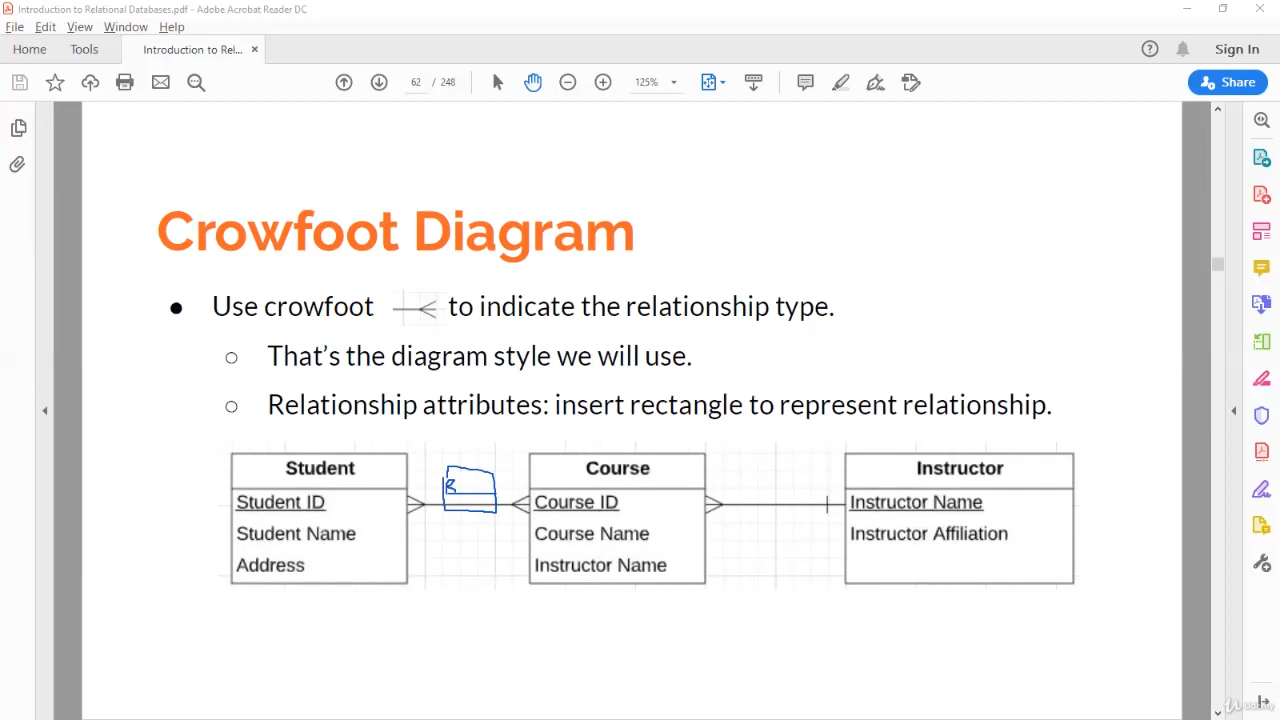 Introduction to Relational Databases.pdf - Adobe Acrobat Reader DC
File Edit View Window Help
Home Tools Introduction to Rel... × ? Sign In
62 / 248 125% Share
Crowfoot Diagram
● Use crowfoot to indicate the relationship type.
○ That's the diagram style we will use.
○ Relationship attributes: insert rectangle to represent relationship.
Student R Course Instructor
Student ID Course ID Instructor Name
Student Name Course Name Instructor Affiliation
Address Instructor Name
Udemy